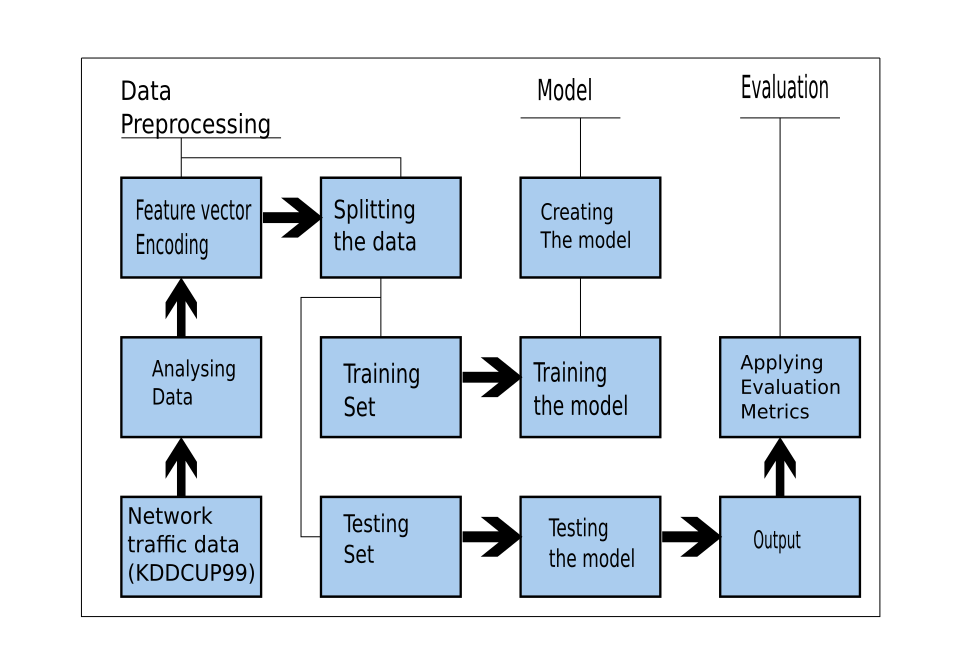 Data
Preprocessing
Model
Evaluation
Feature vector
Encoding
Splitting
the data
Creating
The model
Analysing
Data
Training
Set
Training
the model
Applying
Evaluation
Metrics
Network
traffic data
(KDDCUP99)
Testing
Set
Testing
the model
Output